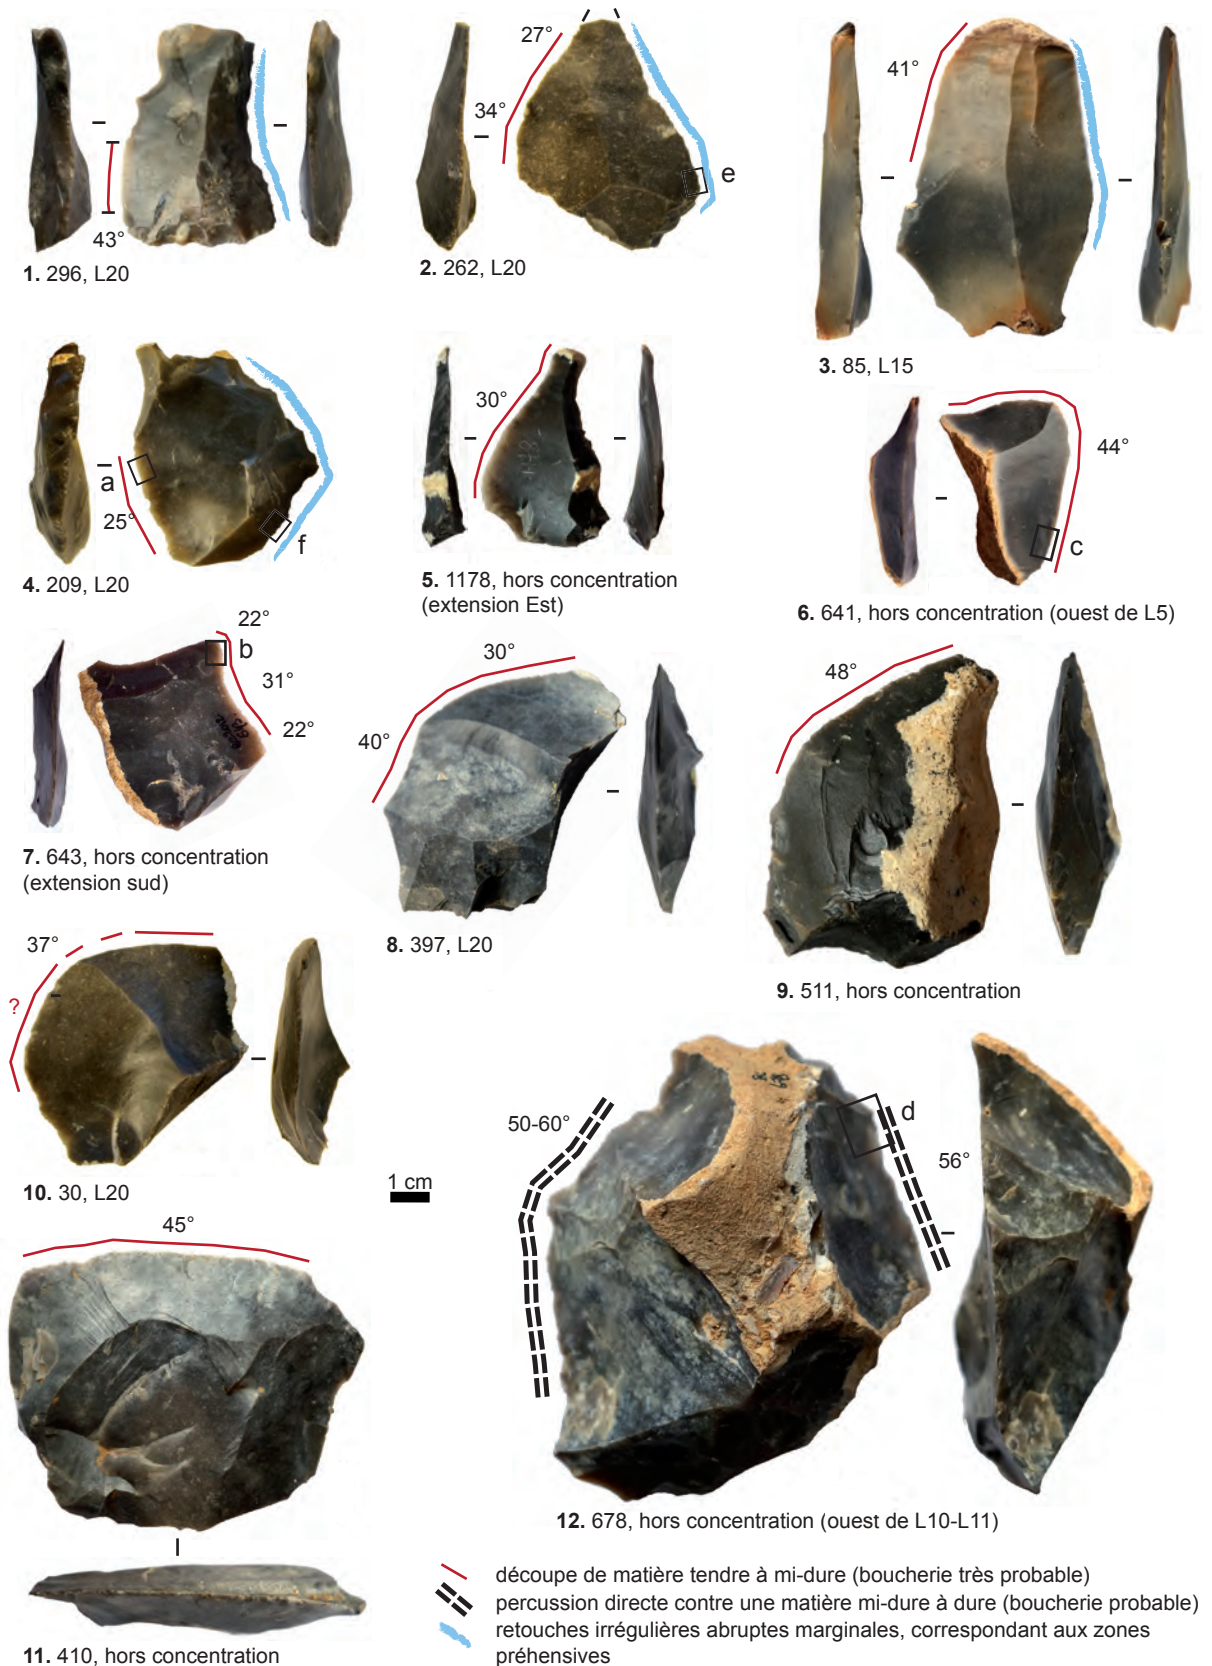 27°
34°
e
41°
43°
1. 296, L20
2. 262, L20
3. 85, L15
a
25°
f
30°
44°
c
4. 209, L20
5. 1178, hors concentration
(extension Est)
6. 641, hors concentration (ouest de L5)
22°
b
31°
22°
30°
40°
48°
7. 643, hors concentration
(extension sud)
8. 397, L20
9. 511, hors concentration
37°
?
10. 30, L20
1 cm
50-60°
d
56°
45°
12. 678, hors concentration (ouest de L10-L11)
11. 410, hors concentration
découpe de matière tendre à mi-dure (boucherie très probable)
percussion directe contre une matière mi-dure à dure (boucherie probable)
retouches irrégulières abruptes marginales, correspondant aux zones
préhensives